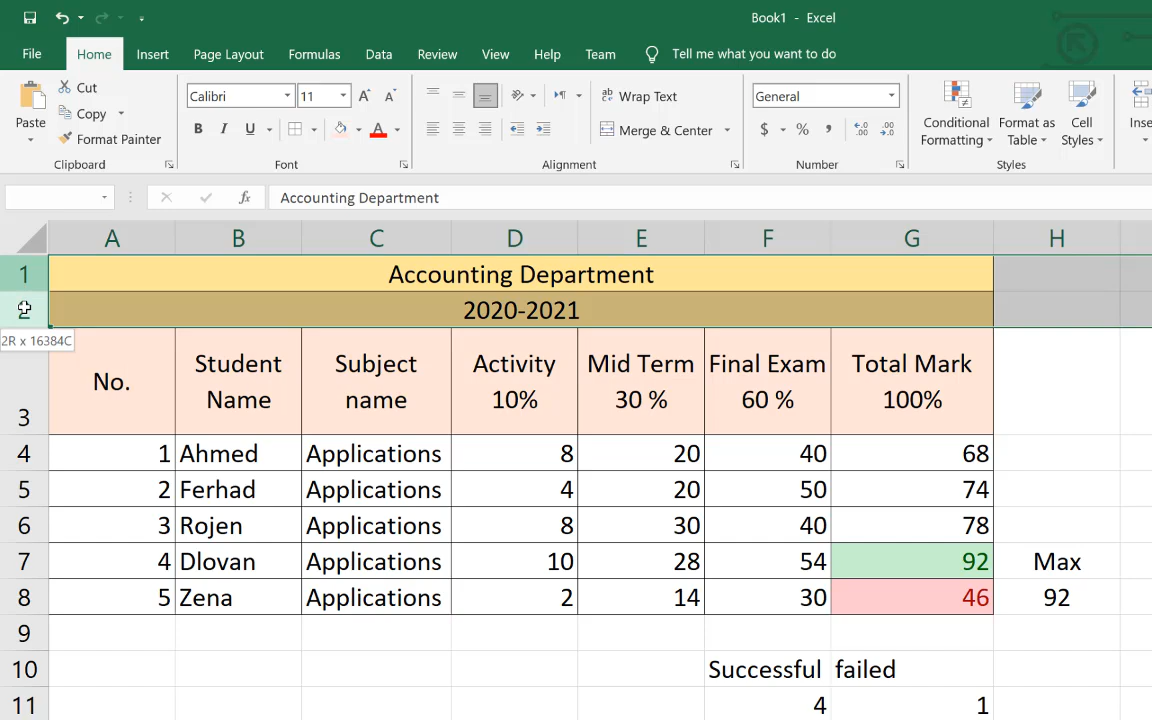 Book1 - Excel
File Home Insert Page Layout Formulas Data Review View Help Team Tell me what you want to do
Paste
Cut
Copy
Format Painter
Calibri 11
B I U
Wrap Text
Merge & Center
General
$ % ,
Conditional Formatting
Format as Table
Cell Styles
Inse
Clipboard Font Alignment Number Styles
fx Accounting Department
A B C D E F G H
1 Accounting Department
2 2020-2021
2R x 16384C
3 No. Student Name Subject name Activity 10% Mid Term 30 % Final Exam 60 % Total Mark 100%
4 1 Ahmed Applications 8 20 40 68
5 2 Ferhad Applications 4 20 50 74
6 3 Rojen Applications 8 30 40 78
7 4 Dlovan Applications 10 28 54 92 Max
8 5 Zena Applications 2 14 30 46 92
9
10 Successful failed
11 4 1